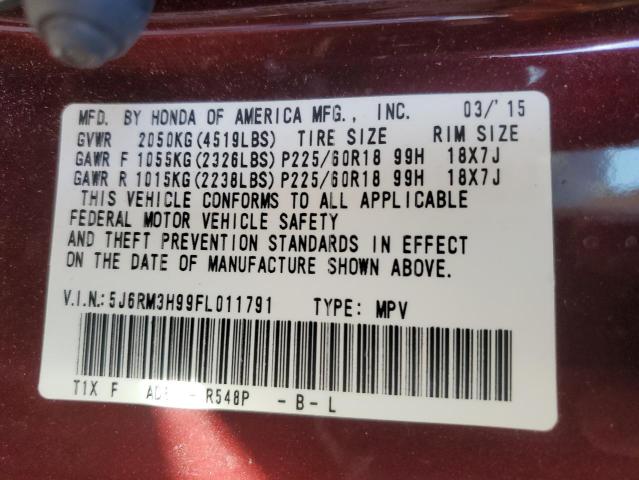 MFD. BY HONDA OF AMERICA MFG., INC. 03/'15
GVWR 2050KG(4519LBS) TIRE SIZE RIM SIZE
GAWR F 1055KG(2326LBS) P225/60R18 99H 18X7J
GAWR R 1015KG(2238LBS) P225/60R18 99H 18X7J
THIS VEHICLE CONFORMS TO ALL APPLICABLE
FEDERAL MOTOR VEHICLE SAFETY
AND THEFT PREVENTION STANDARDS IN EFFECT
ON THE DATE OF MANUFACTURE SHOWN ABOVE.
V.I.N.: 5J6RM3H99FL011791 TYPE: MPV
T1X F - R548P - B - L